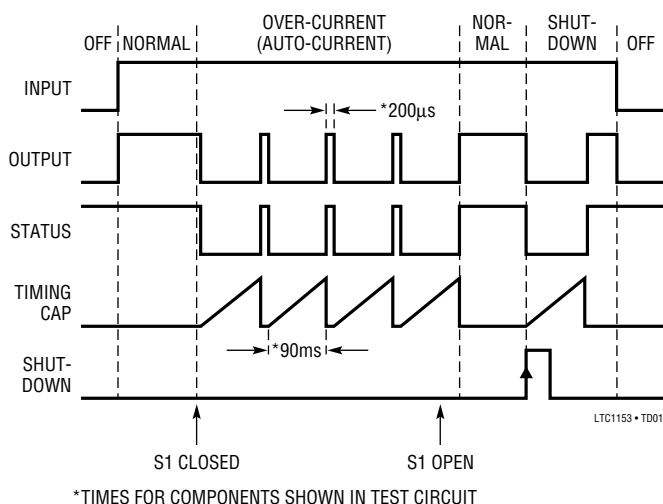 OFF NORMAL OVER-CURRENT (AUTO-CURRENT) NOR-MAL SHUT-DOWN OFF
INPUT
*200µs
OUTPUT
STATUS
TIMING CAP
*90ms
SHUT-DOWN
LTC1153 • TD01
S1 CLOSED S1 OPEN
*TIMES FOR COMPONENTS SHOWN IN TEST CIRCUIT